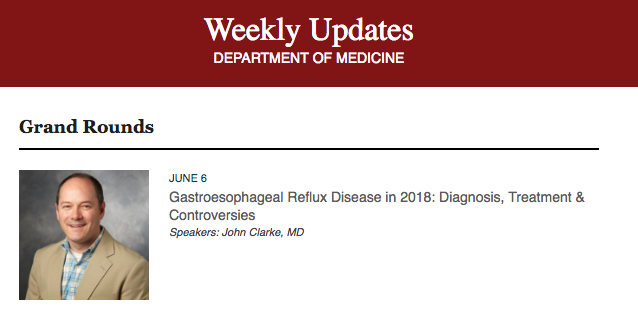 Weekly Updates
DEPARTMENT OF MEDICINE
Grand Rounds
JUNE 6
Gastroesophageal Reflux Disease in 2018: Diagnosis, Treatment &
Controversies
Speakers: John Clarke, MD